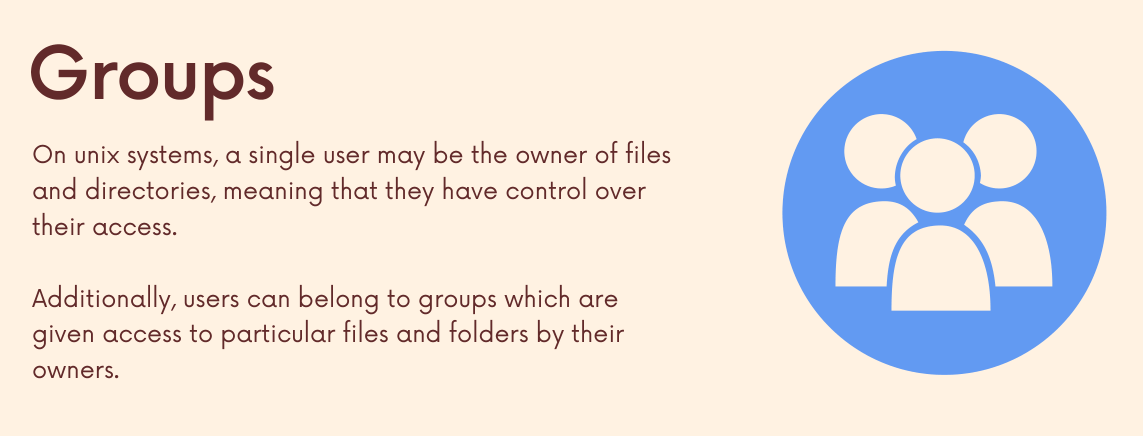 Groups
On unix systems, a single user may be the owner of files
and directories, meaning that they have control over
their access.
Additionally, users can belong to groups which are
given access to particular files and folders by their
owners.